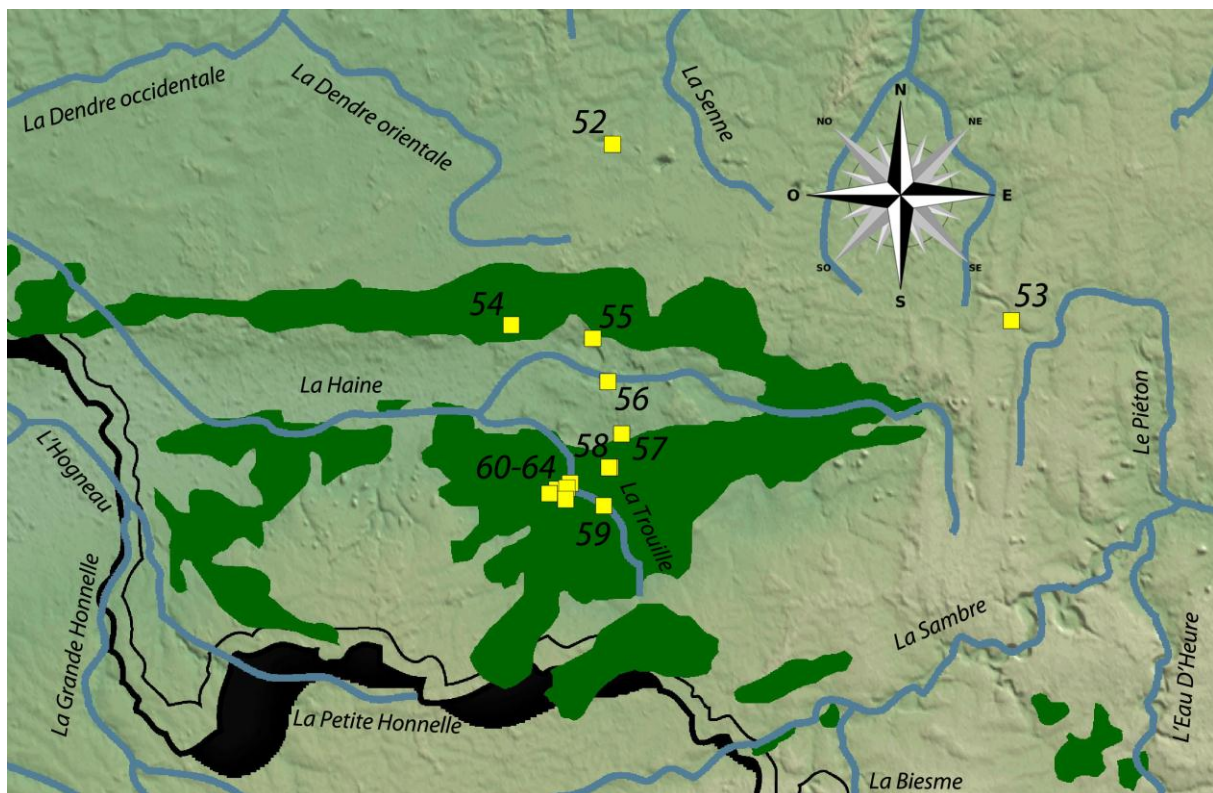 La Dendre occidentale
La Dendre orientale
La Senne
52
N
NO
NE
O
E
SO
SE
S
53
54
55
La Haine
56
Le Piéton
58
57
60-64
La Trouille
59
L'Hogneau
La Grande Honnelle
La Petite Honnelle
La Sambre
L'Eau D'Heure
La Biesme